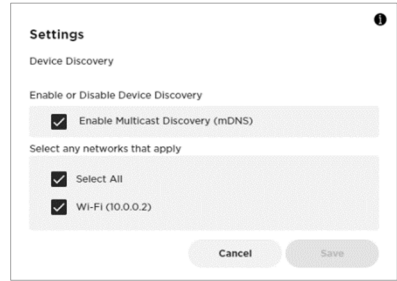 Settings
Device Discovery
Enable or Disable Device Discovery
Enable Multicast Discovery (mDNS)
Select any networks that apply
Select All
Wi-Fi (10.0.0.2)
Cancel Save